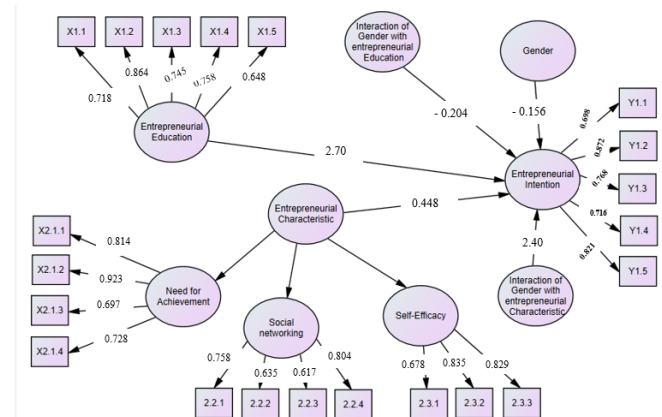 X1.1 X1.2 X1.3 X1.4 X1.5
0.718 0.864 0.745 0.758 0.648
Interaction of
Gender with
entrepreneurial
Education
Gender
- 0.204
- 0.156
Entrepreneurial
Education
2.70
Entrepreneurial
Intention
0.698
0.872
0.768
0.716
0.821
Y1.1
Y1.2
Y1.3
Y1.4
Y1.5
Entrepreneurial
Characteristic
0.448
2.40
Interaction of
Gender with
entrepreneurial
Characteristic
X2.1.1
X2.1.2
X2.1.3
X2.1.4
0.814
0.923
0.697
0.728
Need for
Achievement
Social
networking
Self-Efficacy
0.758 0.635 0.617 0.804
0.678 0.835 0.829
2.2.1 2.2.2 2.2.3 2.2.4
2.3.1 2.3.2 2.3.3